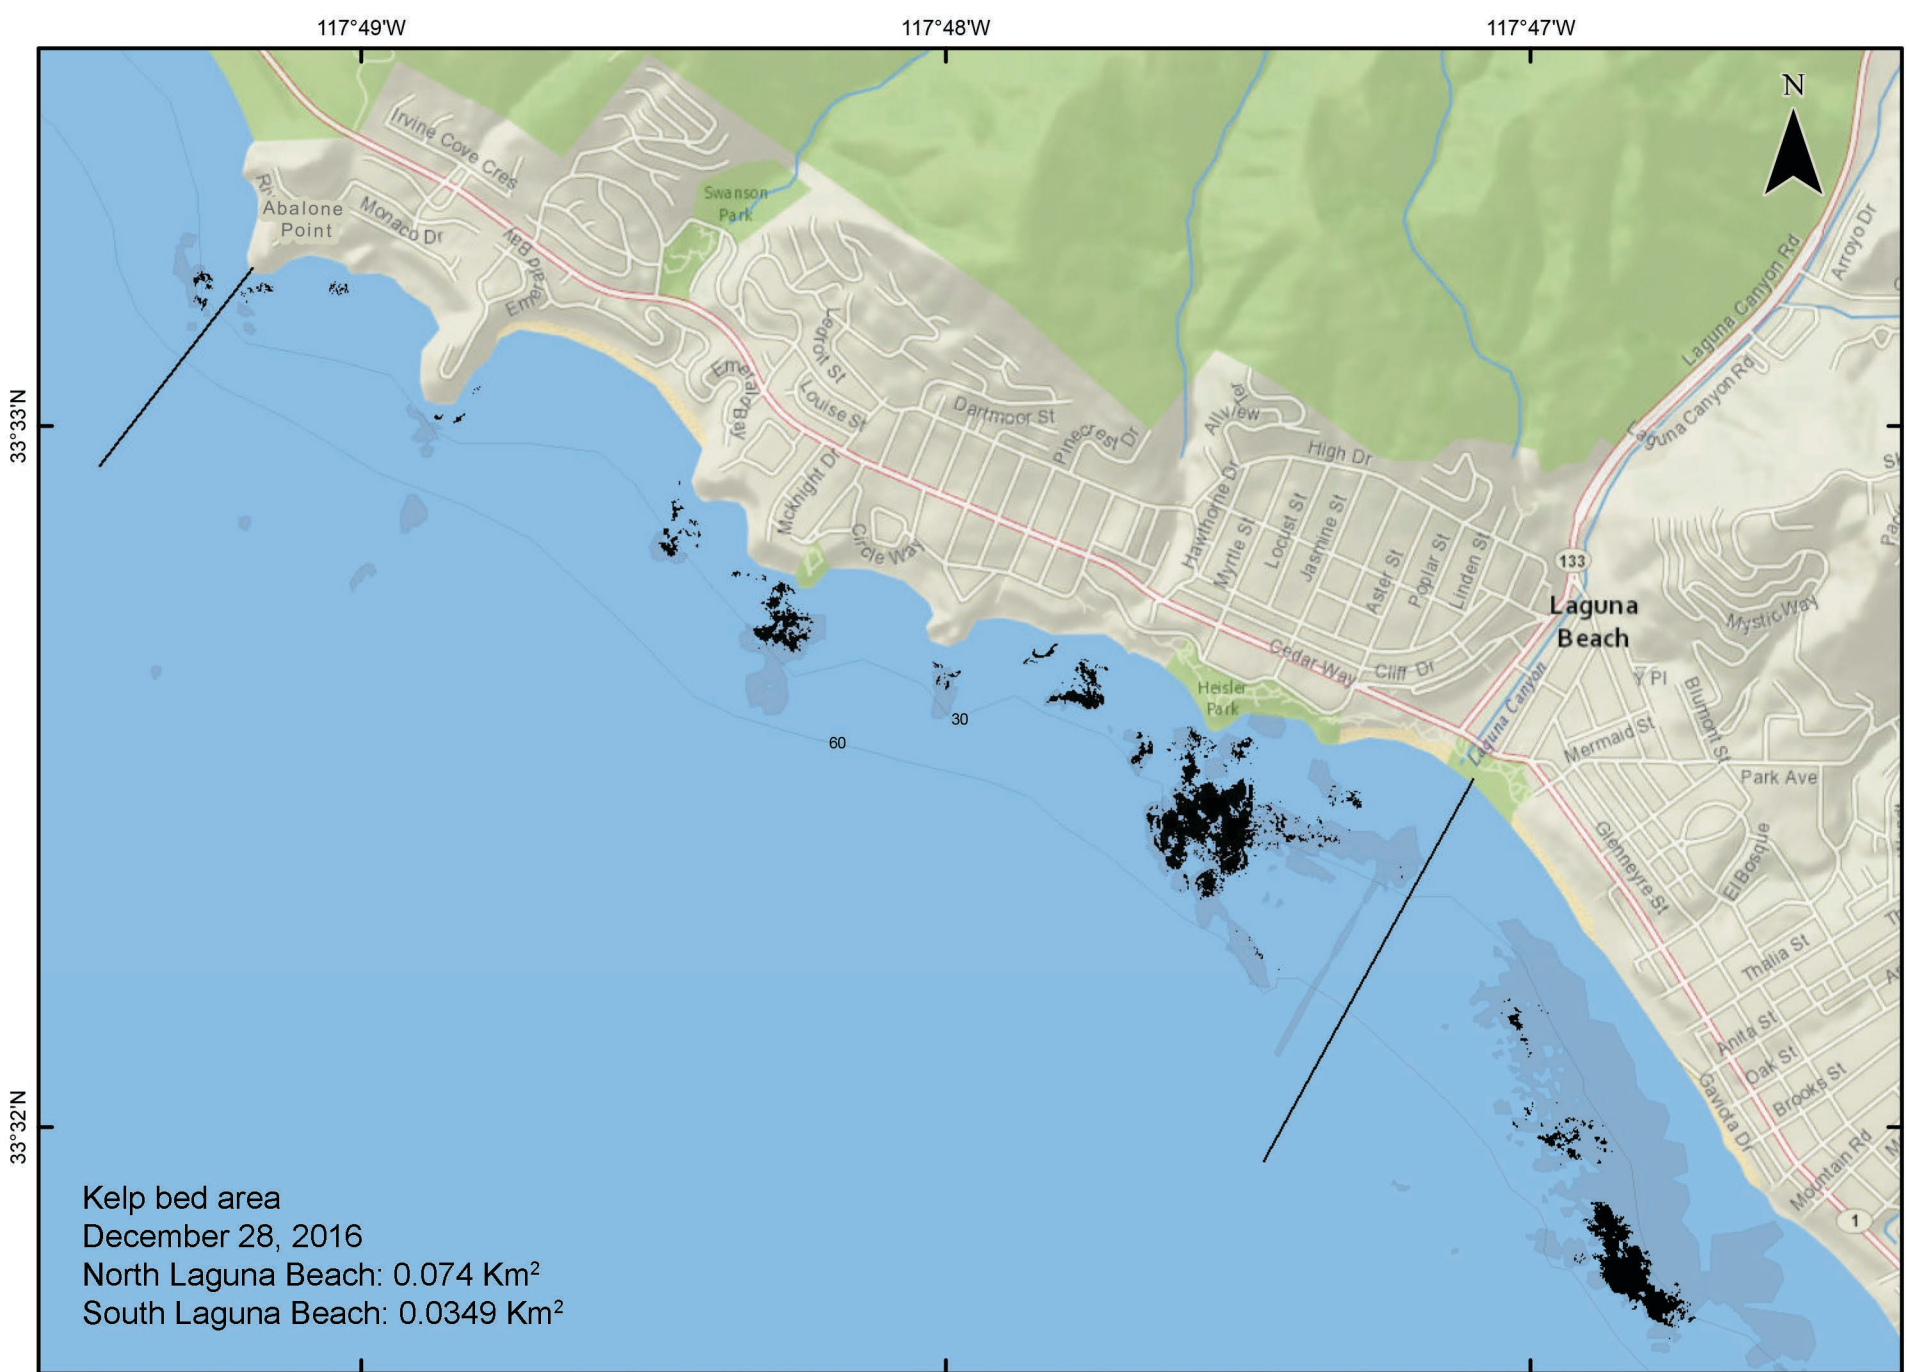 117°49'W
117°48'W
117°47'W
N
Irvine Cove Cres
Swanson
Park
Abalone
Point
Monaco Dr
Emerald Bay
Laguna Canyon Rd
Arroyo Dr
33°33'N
Legroit St
Emerald Bay
Louise St
Dartmoor St
Pinecrest Dr
Allview Ter
High Dr
Laguna Canyon Rd
Mcknight Dr
Circle Way
Hawthorne Dr
Myrtle St
Locust St
Jasmine St
Aster St
Poplar St
Linden St
133
Laguna
Beach
Mystic Way
Cedar Way
Cliff Dr
Heisler
Park
Laguna Canyon
Y Pl
Blumont St
Mermaid St
Park Ave
30
60
Glenneyre St
El Bosque
Thalia St
Anita St
Oak St
Brooks St
Gaviota Dr
Mountain Rd
1
33°32'N
Kelp bed area
December 28, 2016
North Laguna Beach: 0.074 Km²
South Laguna Beach: 0.0349 Km²